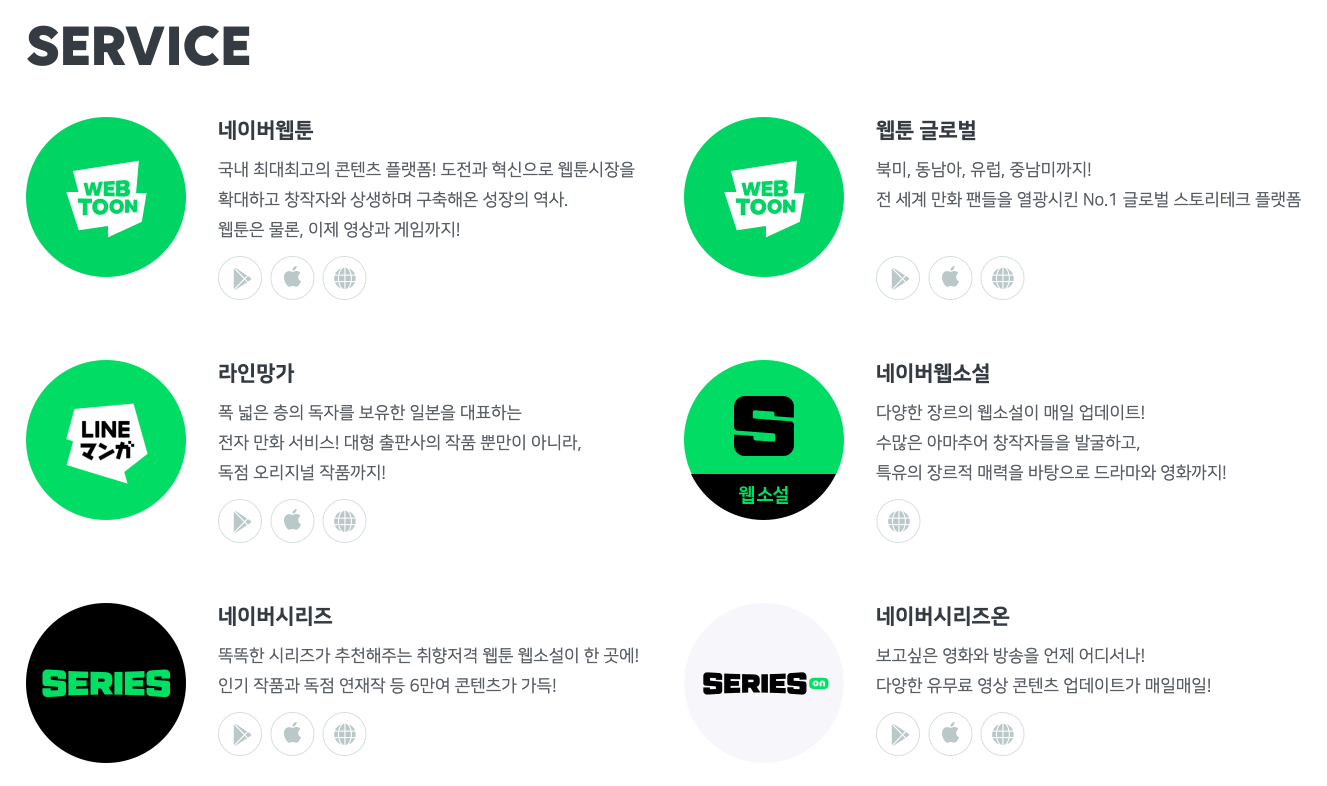 SERVICE
WEB
TOON
네이버웹툰
국내 최대최고의 콘텐츠 플랫폼! 도전과 혁신으로 웹툰시장을
확대하고 창작자와 상생하며 구축해온 성장의 역사.
웹툰은 물론, 이제 영상과 게임까지!
WEB
TOON
웹툰 글로벌
북미, 동남아, 유럽, 중남미까지!
전 세계 만화 팬들을 열광시킨 No.1 글로벌 스토리테크 플랫폼
LINE
マンガ
라인망가
폭 넓은 층의 독자를 보유한 일본을 대표하는
전자 만화 서비스! 대형 출판사의 작품 뿐만이 아니라,
독점 오리지널 작품까지!
S
웹소설
네이버웹소설
다양한 장르의 웹소설이 매일 업데이트!
수많은 아마추어 창작자들을 발굴하고,
특유의 장르적 매력을 바탕으로 드라마와 영화까지!
SERIES
네이버시리즈
똑똑한 시리즈가 추천해주는 취향저격 웹툰 웹소설이 한 곳에!
인기 작품과 독점 연재작 등 6만여 콘텐츠가 가득!
SERIES on
네이버시리즈온
보고싶은 영화와 방송을 언제 어디서나!
다양한 유무료 영상 콘텐츠 업데이트가 매일매일!